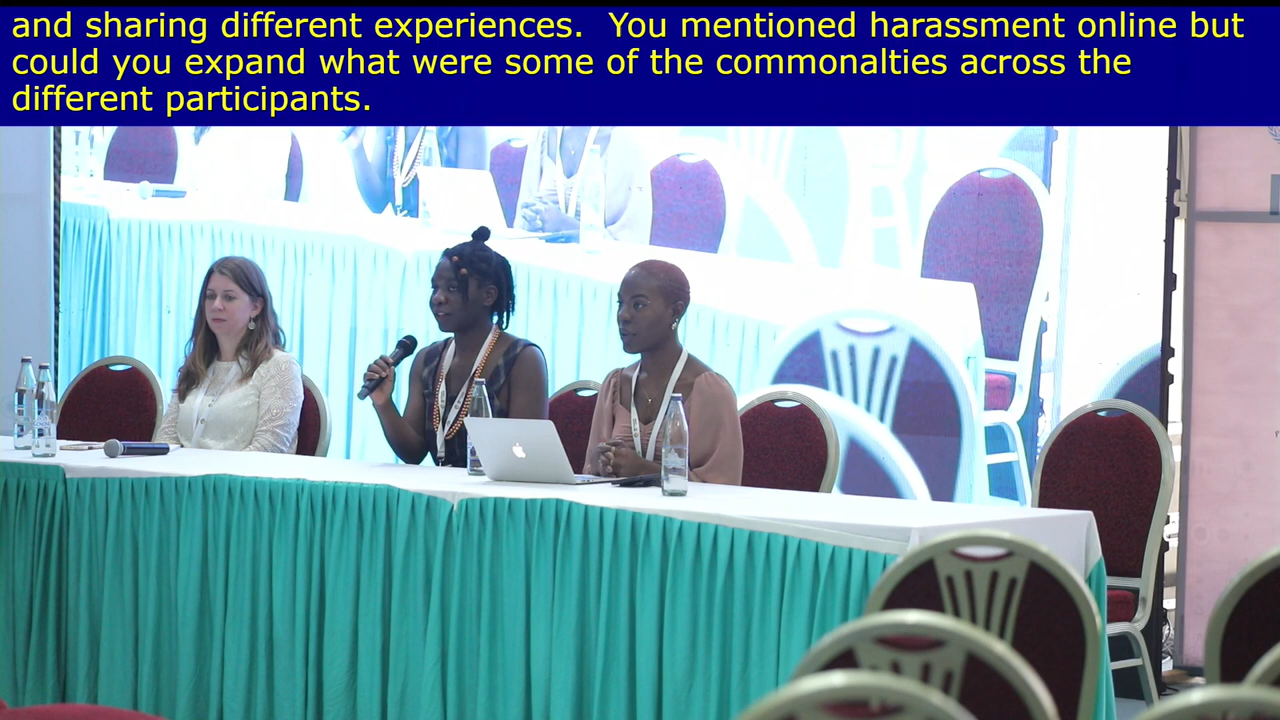 and sharing different experiences.  You mentioned harassment online but
could you expand what were some of the commonalties across the
different participants.